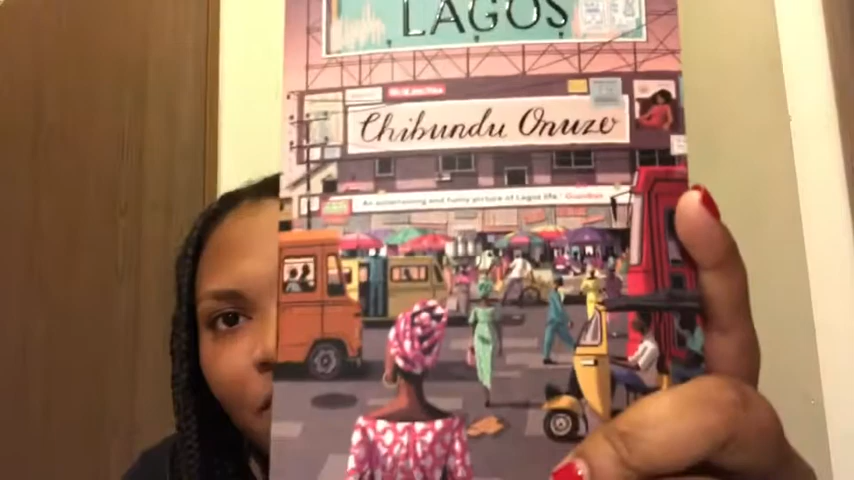 LAGOS
Chibundu Onuzo
An entertaining and funny picture of Lagos life. Guardian